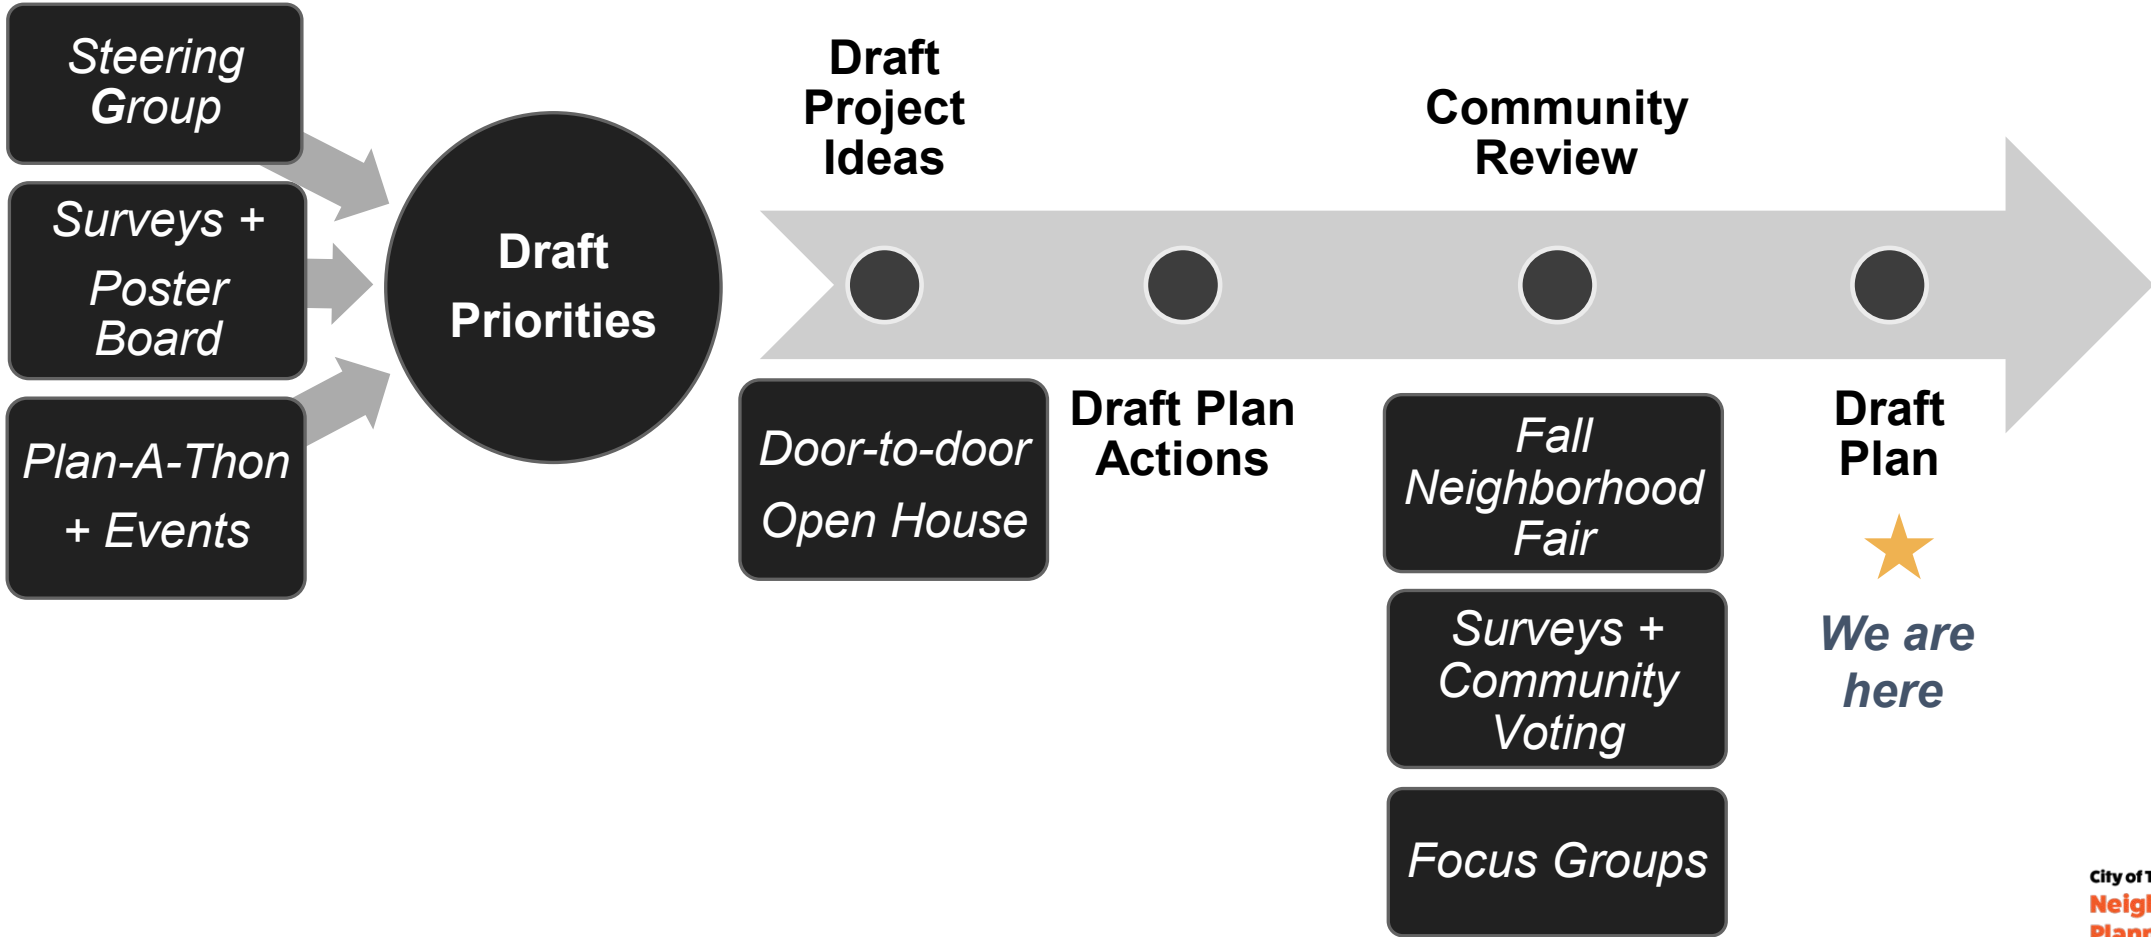 Steering
Group
Surveys +
Poster
Board
Plan-A-Thon
+ Events
Draft
Priorities
Draft
Project
Ideas
Door-to-door
Open House
Draft Plan
Actions
Community
Review
Fall
Neighborhood
Fair
Surveys +
Community
Voting
Focus Groups
Draft
Plan
We are
here
City of T
Neigh
Plann